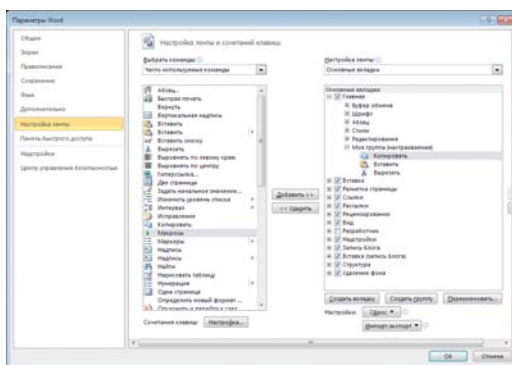 Параметры Word
Общие
Экран
Правописание
Сохранение
Язык
Дополнительно
Настройка ленты
Панель быстрого доступа
Надстройки
Центр управления безопасностью
Настройка ленты и сочетаний клавиш.
Выбрать команды
Часто используемые команды
Абзац...
Быстрая печать
Вернуть
Вертикальная надпись
Вставить
Вставить
Вставить сноску
Вырезать
Выровнять по левому краю
Выровнять по центру
Гиперссылка...
Две страницы
Задать начальное значение...
Изменить уровень списка
Интервал
Исправления
Копировать
Макросы
Маркеры
Надпись
Надпись
Найти
Нарисовать таблицу
Нумерация
Одна страница
Определить новый формат ...
Отклонить и перейти к след
Сочетания клавиш:
Настройка...
Добавить >>
<< Удалить
Настройка ленты:
Основные вкладки
Основные вкладки
Главная
Буфер обмена
Шрифт
Абзац
Стили
Редактирование
Моя группа (настраиваемая)
Копировать
Вставить
Вырезать
Вставка
Разметка страницы
Ссылки
Рассылки
Рецензирование
Вид
Разработчик
Надстройки
Запись блога
Вставка (запись блога)
Структура
Удаление фона
Создать вкладку
Создать группу
Переименовать...
Настройки:
Сброс
Импорт-экспорт
ОК
Отмена